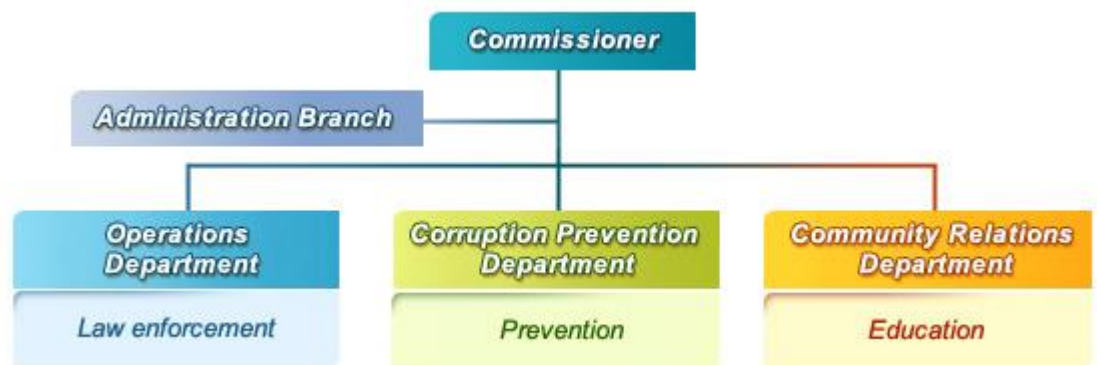 Commissioner
Administration Branch
Operations
Department
Law enforcement
Corruption Prevention
Department
Prevention
Community Relations
Department
Education